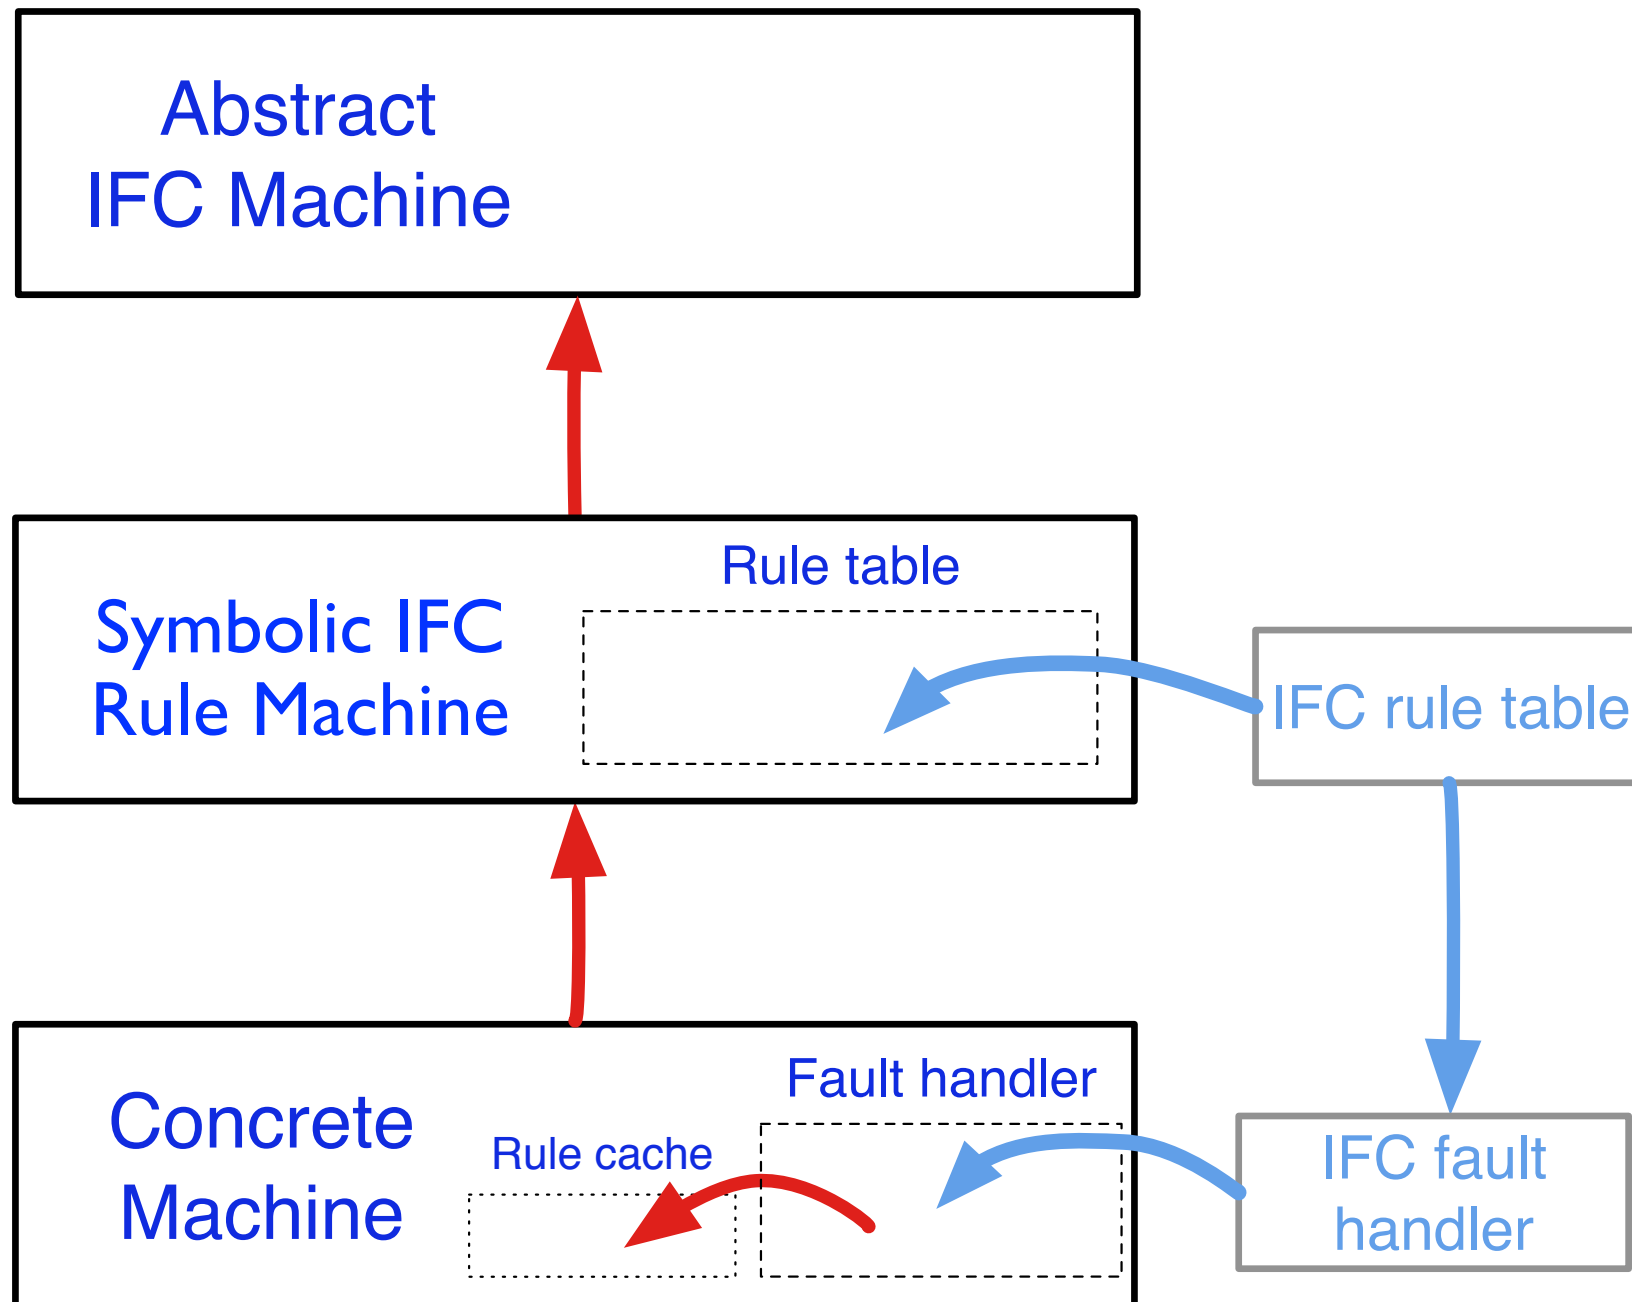 Abstract
IFC Machine
Rule table
Symbolic IFC
Rule Machine
IFC rule table
Fault handler
Concrete
Machine
Rule cache
IFC fault
handler